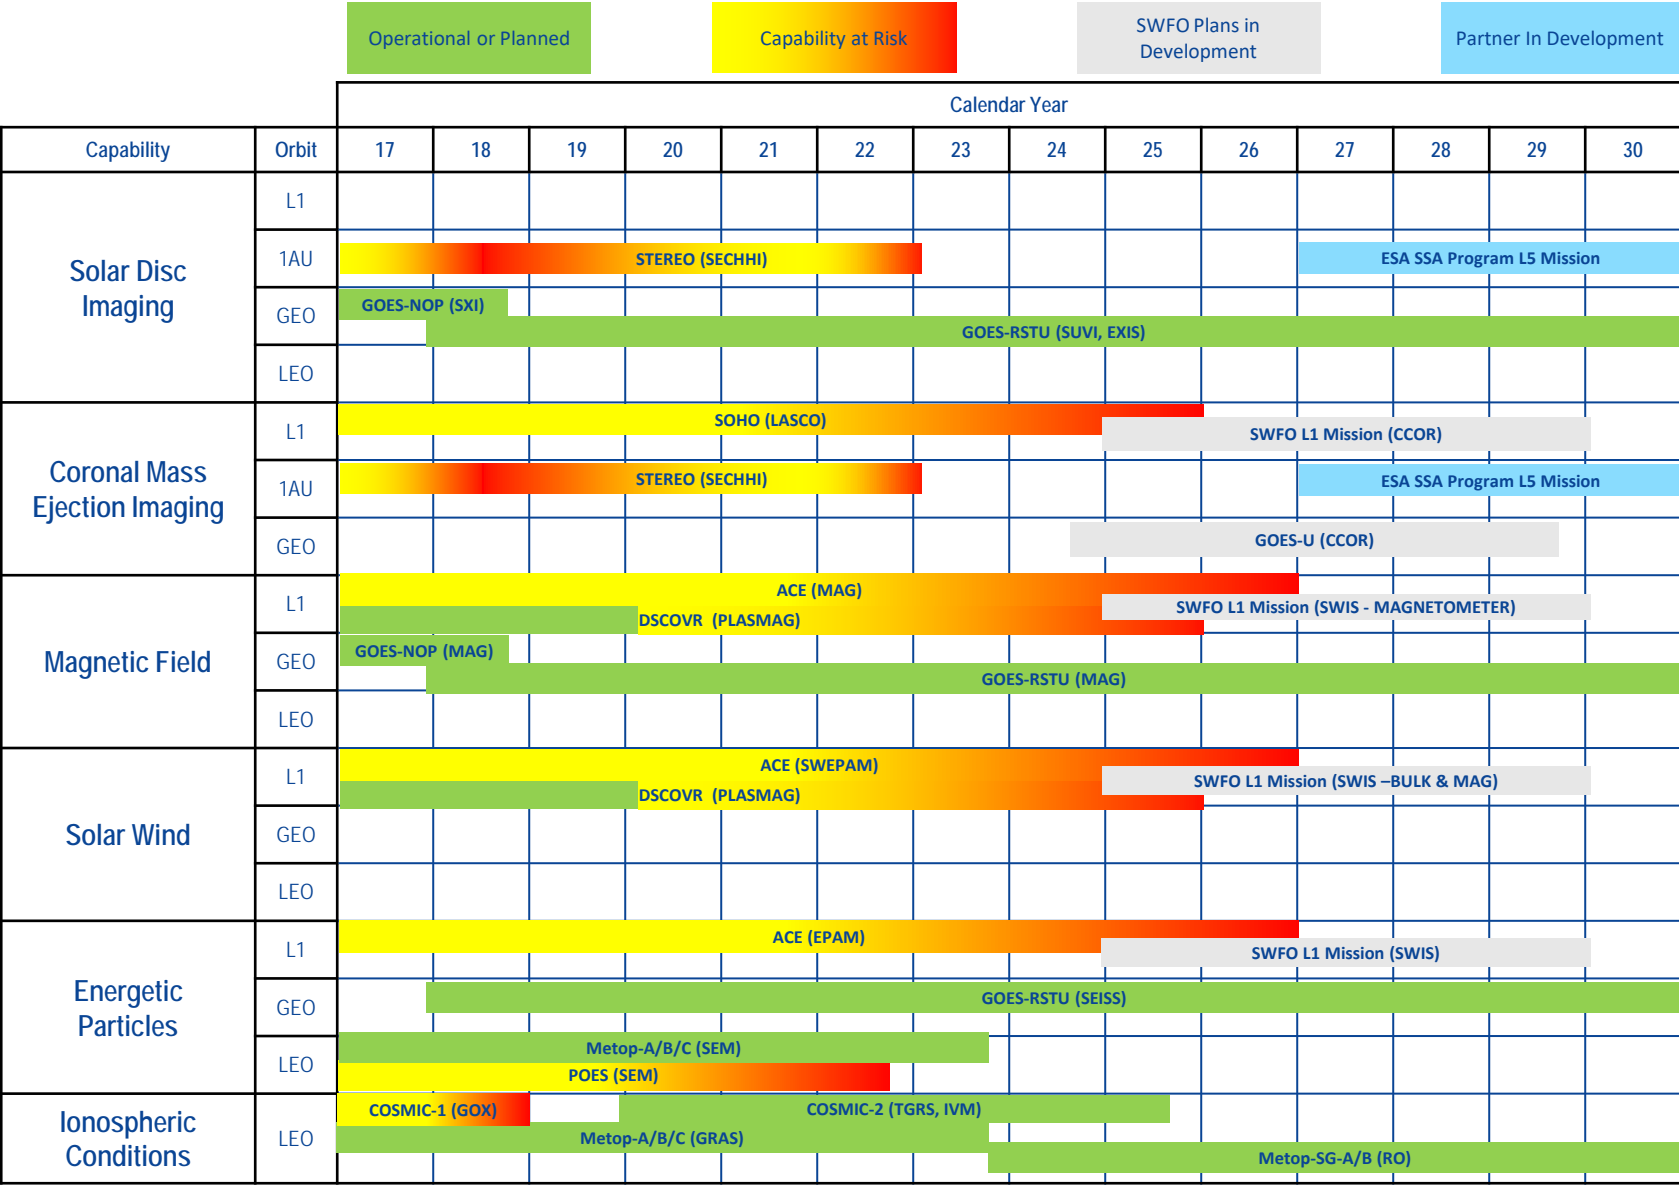 Operational or Planned
Capability at Risk
SWFO Plans in
Development
Partner In Development
Calendar Year
Capability Orbit 17 18 19 20 21 22 23 24 25 26 27 28 29 30
Solar Disc
Imaging
L1
1AU
STEREO (SECHHI)
ESA SSA Program L5 Mission
GEO
GOES-NOP (SXI)
GOES-RSTU (SUVI, EXIS)
LEO
Coronal Mass
Ejection Imaging
L1
SOHO (LASCO)
SWFO L1 Mission (CCOR)
1AU
STEREO (SECHHI)
ESA SSA Program L5 Mission
GEO
GOES-U (CCOR)
Magnetic Field
L1
ACE (MAG)
SWFO L1 Mission (SWIS - MAGNETOMETER)
DSCOVR (PLASMAG)
GEO
GOES-NOP (MAG)
GOES-RSTU (MAG)
LEO
Solar Wind
L1
ACE (SWEPAM)
SWFO L1 Mission (SWIS –BULK & MAG)
DSCOVR (PLASMAG)
GEO
LEO
Energetic
Particles
L1
ACE (EPAM)
SWFO L1 Mission (SWIS)
GEO
GOES-RSTU (SEISS)
LEO
Metop-A/B/C (SEM)
POES (SEM)
Ionospheric
Conditions
LEO
COSMIC-1 (GOX)
COSMIC-2 (TGRS, IVM)
Metop-A/B/C (GRAS)
Metop-SG-A/B (RO)